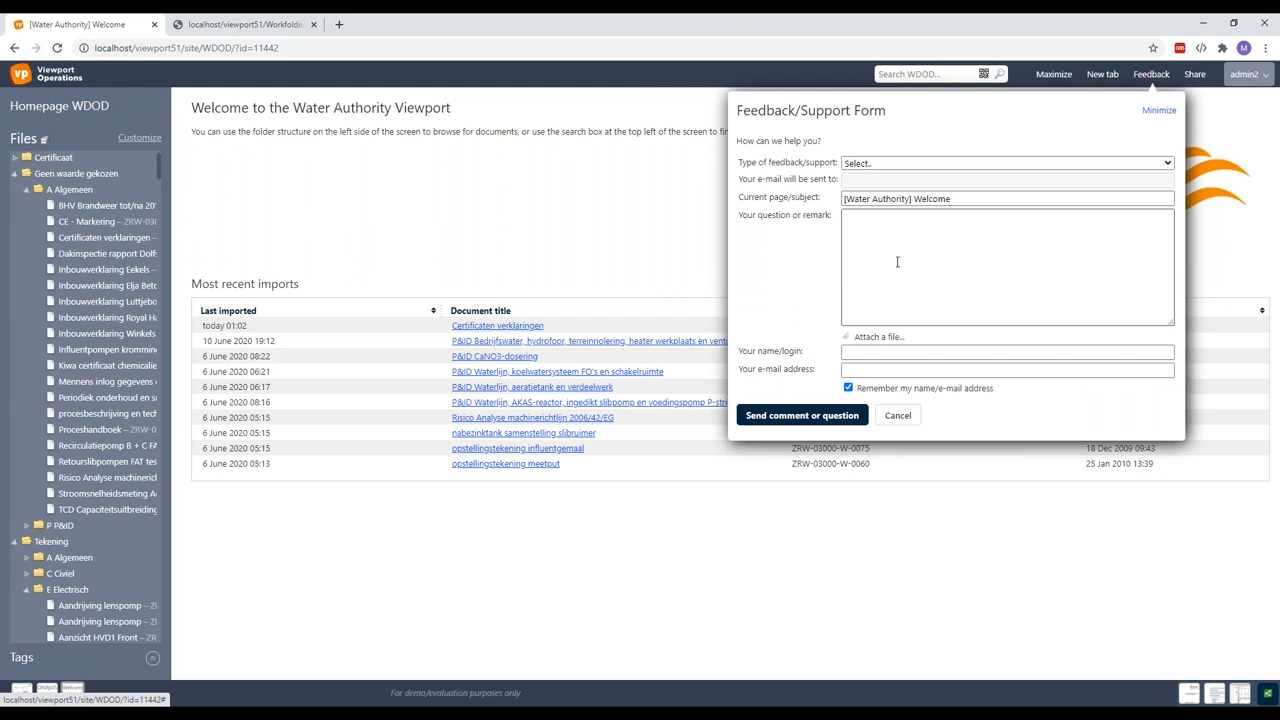 [Water Authority] Welcome
localhost/viewport51/Workfolde
localhost/viewport51/site/WDOD/?id=11442
M
vp
Viewport
Operations
Search WDOD...
Maximize
New tab
Feedback
Share
admin2
Homepage WDOD
Files
Customize
Certificaat
Geen waarde gekozen
A Algemeen
BHV Brandweer tot/na 20
CE - Markering – ZRW-03
Certificaten verklaringen –
Dakinspectie rapport Dolf
Inbouwverklaring Eekels –
Inbouwverklaring Elja Bet
Inbouwverklaring Luttjebo
Inbouwverklaring Royal H
Inbouwverklaring Winkels
Influentpompen krommin
Kiwa certificaat chemicalie
Mennens inlog gegevens
Periodiek onderhoud en s
procesbeschrijving en tech
Proceshandboek – ZRW-0
Recirculatiepomp B + C FA
Retourslibpompen FAT tes
Risico Analyse machinerich
Stroomsnelheidsmeting A
TCD Capaciteitsuitbreiding
P P&ID
Tekening
A Algemeen
C Civiel
E Electrisch
Aandrijving lenspomp – Z
Aandrijving lenspomp – Z
Aanzicht HVD1 Front – ZR
Tags
Welcome to the Water Authority Viewport
You can use the folder structure on the left side of the screen to browse for documents, or use the search box at the top left of the screen to fin
Most recent imports
Last imported
Document title
today 01:02
Certificaten verklaringen
10 June 2020 19:12
P&ID Bedrijfswater, hydrofoor, terreinriolering, heater werkplaats en venti
6 June 2020 08:22
P&ID CaNO3-dosering
6 June 2020 06:21
P&ID Waterlijn, koelwatersysteem FO's en schakelruimte
6 June 2020 06:17
P&ID Waterlijn, aeratietank en verdeelwerk
6 June 2020 08:16
P&ID Waterlijn, AKAS-reactor, ingedikt slibpomp en voedingspomp P-stri
6 June 2020 05:15
Risico Analyse machinerichtlijn 2006/42/EG
6 June 2020 05:15
nabezinktank samenstelling slibruimer
6 June 2020 05:15
opstellingstekening influentgemaal
ZRW-03000-W-0075
18 Dec 2009 09:43
6 June 2020 05:13
opstellingstekening meetput
ZRW-03000-W-0060
25 Jan 2010 13:39
Feedback/Support Form
Minimize
How can we help you?
Type of feedback/support:
Select..
Your e-mail will be sent to:
Current page/subject:
[Water Authority] Welcome
Your question or remark:
Attach a file...
Your name/login:
Your e-mail address:
Remember my name/e-mail address
Send comment or question
Cancel
Welcome
localhost/viewport51/site/WDOD/?id=11442#
For demo/evaluation purposes only